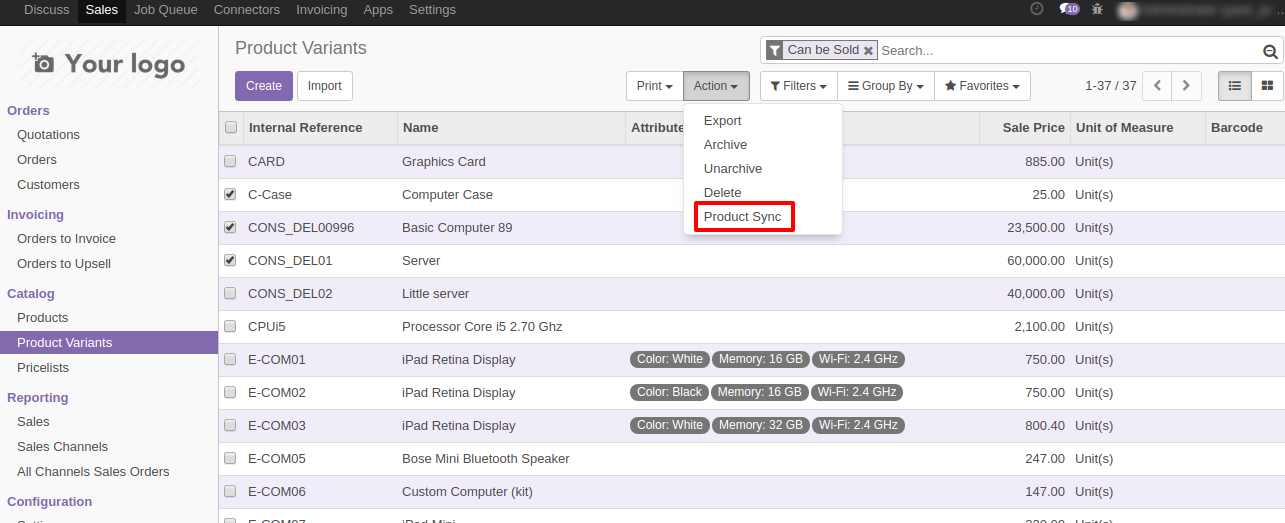 Discuss Sales Job Queue Connectors Invoicing Apps Settings 10
Your logo
Product Variants
Can be Sold Search...
Create Import Print Action Filters Group By Favorites 1-37 / 37
Export
Archive
Unarchive
Delete
Product Sync
Orders
Quotations
Orders
Customers
Invoicing
Orders to Invoice
Orders to Upsell
Catalog
Products
Product Variants
Pricelists
Reporting
Sales
Sales Channels
All Channels Sales Orders
Configuration
Internal Reference Name Attribute Sale Price Unit of Measure Barcode
CARD Graphics Card 885.00 Unit(s)
C-Case Computer Case 25.00 Unit(s)
CONS_DEL00996 Basic Computer 89 23,500.00 Unit(s)
CONS_DEL01 Server 60,000.00 Unit(s)
CONS_DEL02 Little server 40,000.00 Unit(s)
CPUi5 Processor Core i5 2.70 Ghz 2,100.00 Unit(s)
E-COM01 iPad Retina Display Color: White Memory: 16 GB Wi-Fi: 2.4 GHz 750.00 Unit(s)
E-COM02 iPad Retina Display Color: Black Memory: 16 GB Wi-Fi: 2.4 GHz 750.00 Unit(s)
E-COM03 iPad Retina Display Color: White Memory: 32 GB Wi-Fi: 2.4 GHz 800.40 Unit(s)
E-COM05 Bose Mini Bluetooth Speaker 247.00 Unit(s)
E-COM06 Custom Computer (kit) 147.00 Unit(s)
E-COM07 iPad Mini